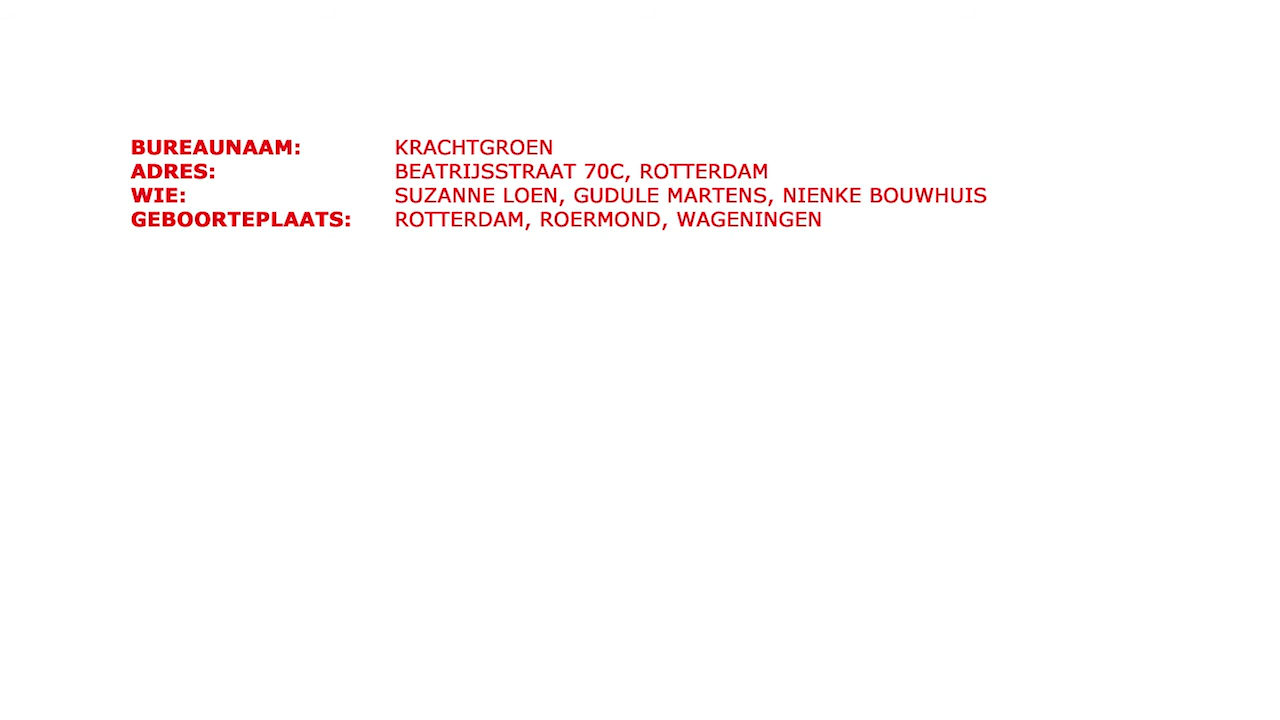 BUREAUNAAM: KRACHTGROEN
ADRES: BEATRIJSSTRAAT 70C, ROTTERDAM
WIE: SUZANNE LOEN, GUDULE MARTENS, NIENKE BOUWHUIS
GEBOORTEPLAATS: ROTTERDAM, ROERMOND, WAGENINGEN